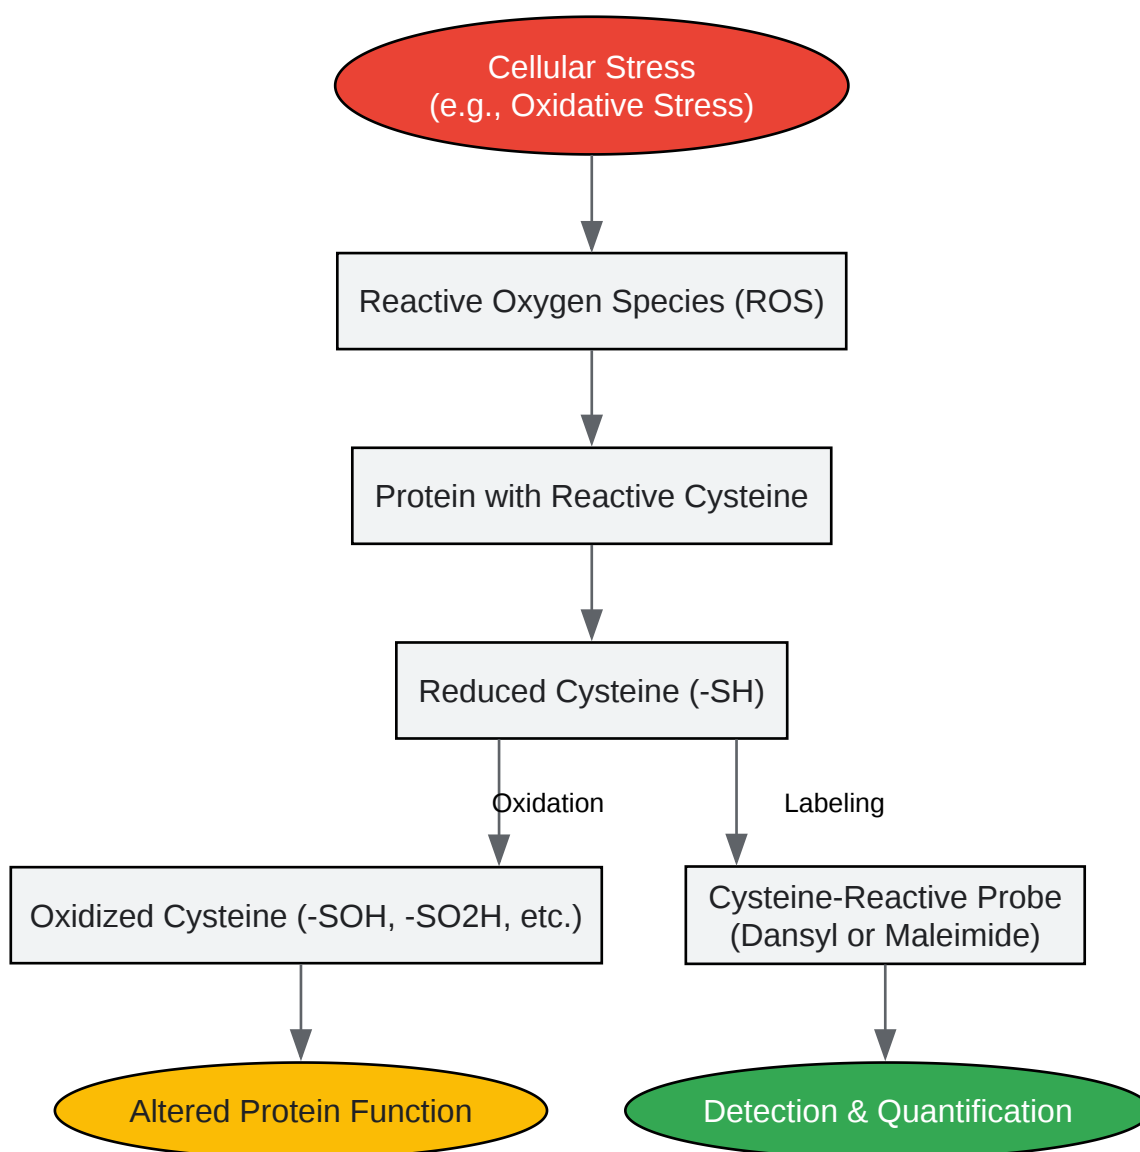 Cellular Stress
(e.g., Oxidative Stress)
Reactive Oxygen Species (ROS)
Protein with Reactive Cysteine
Reduced Cysteine (-SH)
Oxidation
Labeling
Oxidized Cysteine (-SOH, -SO2H, etc.)
Cysteine-Reactive Probe
(Dansyl or Maleimide)
Altered Protein Function
Detection & Quantification